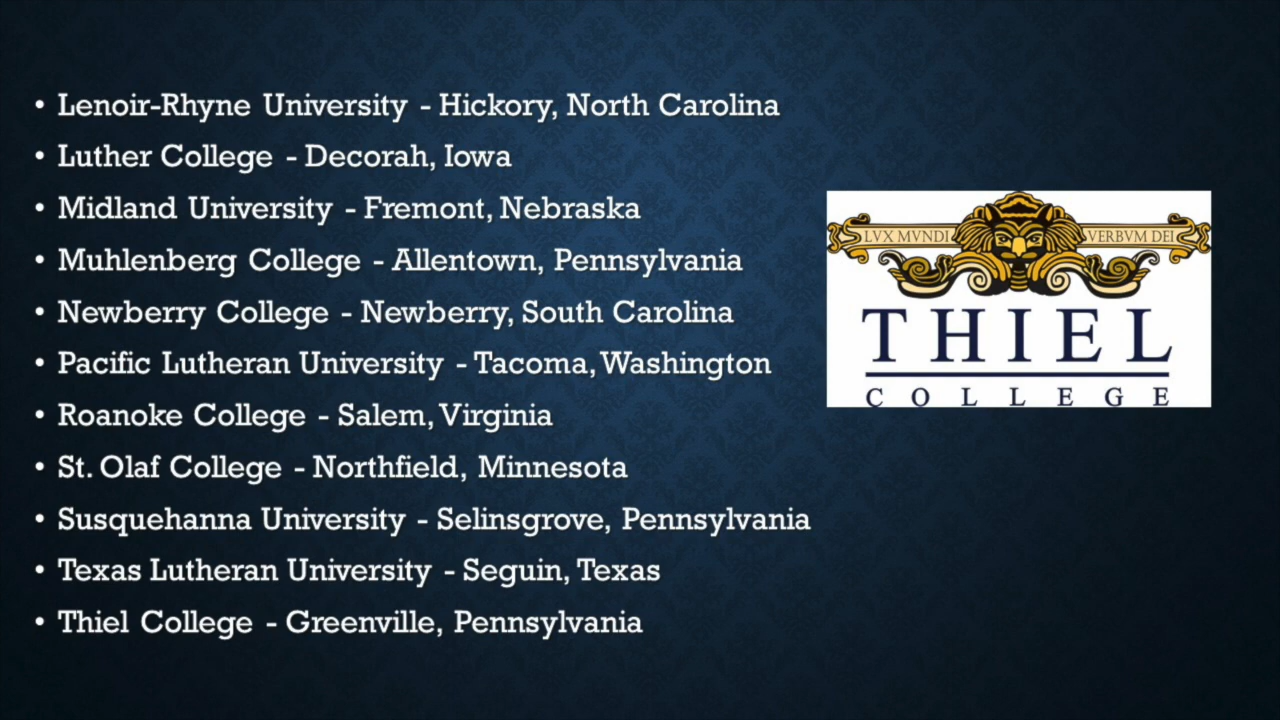 • Lenoir-Rhyne University - Hickory, North Carolina
• Luther College - Decorah, Iowa
• Midland University - Fremont, Nebraska
• Muhlenberg College - Allentown, Pennsylvania
• Newberry College - Newberry, South Carolina
• Pacific Lutheran University - Tacoma, Washington
• Roanoke College - Salem, Virginia
• St. Olaf College - Northfield, Minnesota
• Susquehanna University - Selinsgrove, Pennsylvania
• Texas Lutheran University - Seguin, Texas
• Thiel College - Greenville, Pennsylvania
LVX MVNDI VERBVM DEI
THIEL
COLLEGE